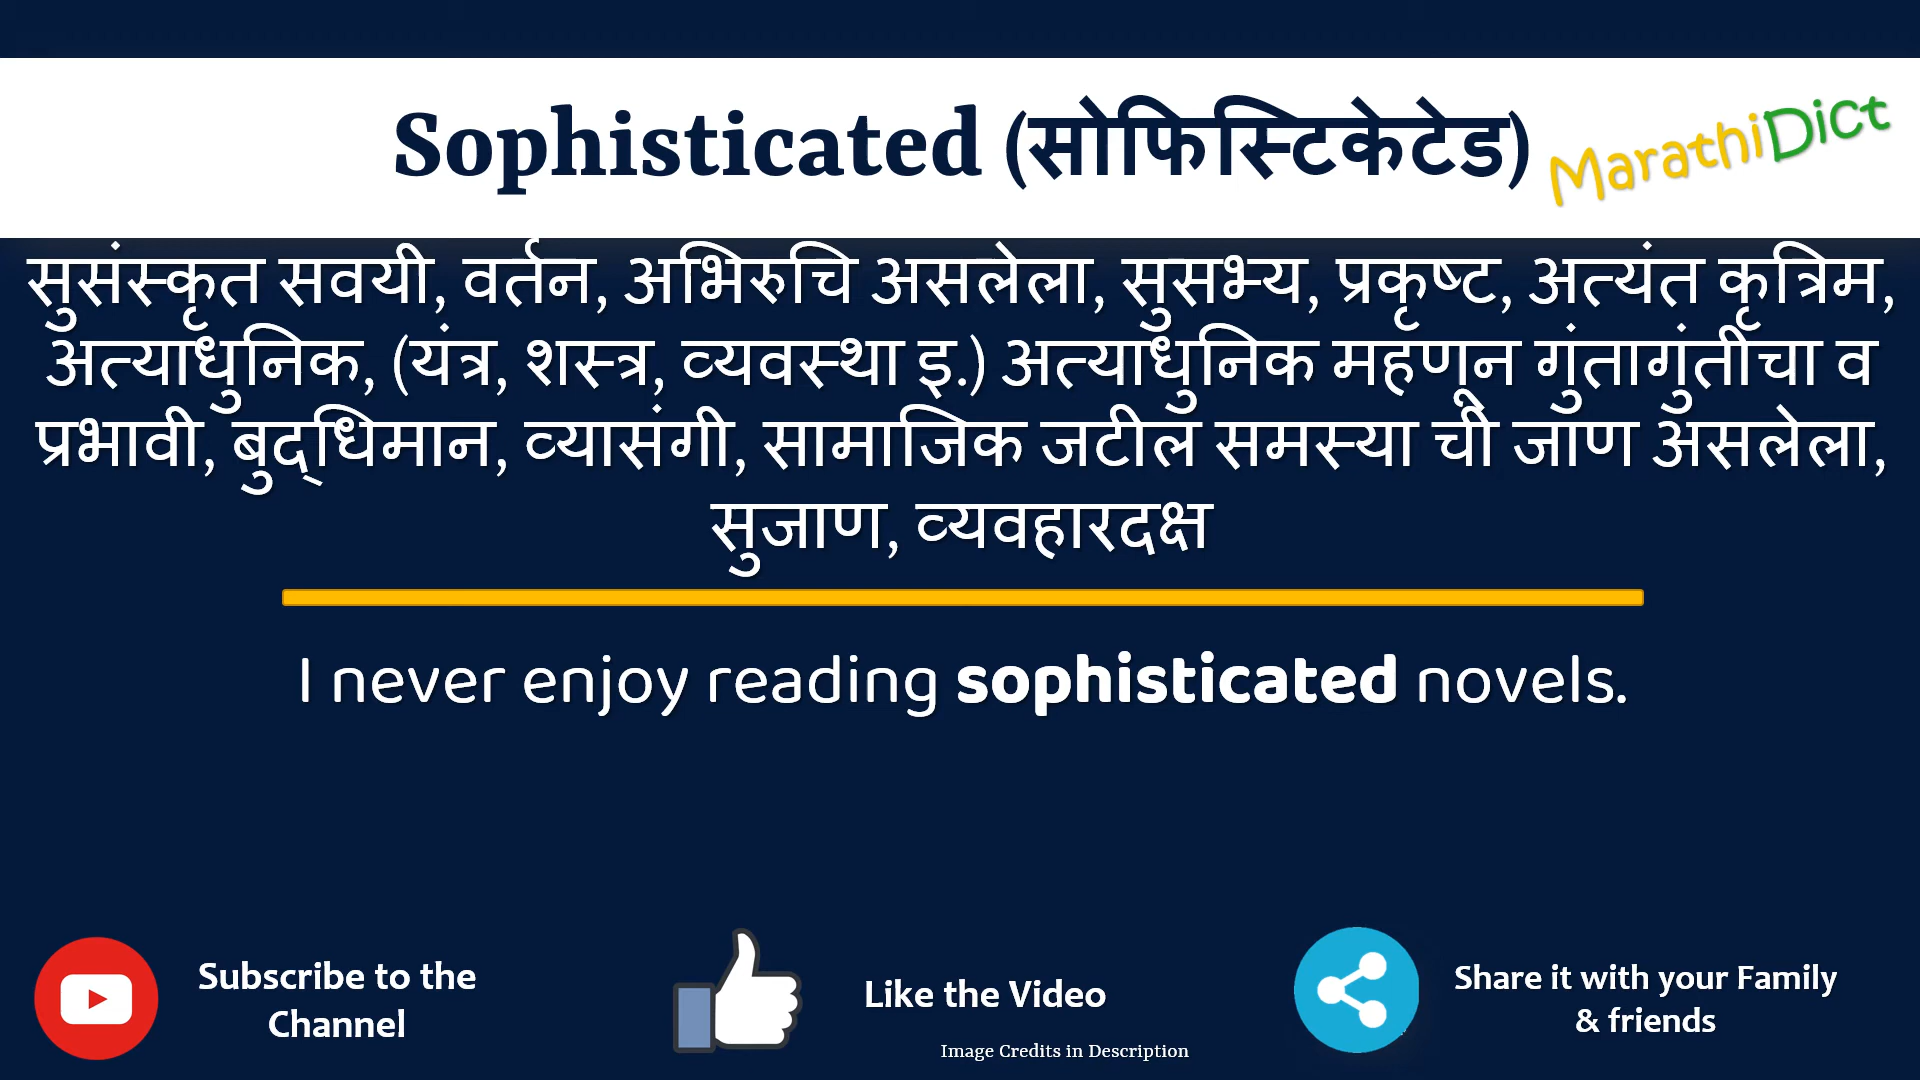 Sophisticated (सोफिस्टिकेटेड)
MarathiDict
सुसंस्कृत सवयी, वर्तन, अभिरुचि असलेला, सुसभ्य, प्रकृष्ट, अत्यंत कृत्रिम,
अत्याधुनिक, (यंत्र, शस्त्र, व्यवस्था इ.) अत्याधुनिक म्हणून गुंतागुंतीचा व
प्रभावी, बुद्धिमान, व्यासंगी, सामाजिक जटील समस्या ची जाण असलेला,
सुजाण, व्यवहारदक्ष
I never enjoy reading sophisticated novels.
Subscribe to the
Channel
Like the Video
Share it with your Family
& friends
Image Credits in Description